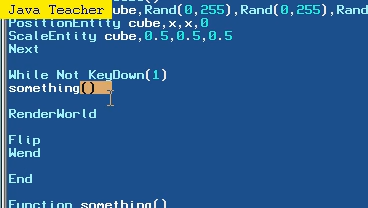 Java Teacher cube,Rand(0,255),Rand(0,255),Rand
PositionEntity cube,x,x,0
ScaleEntity cube,0.5,0.5,0.5
Next
While Not KeyDown(1)
something()
RenderWorld
Flip
Wend
End
Function something()